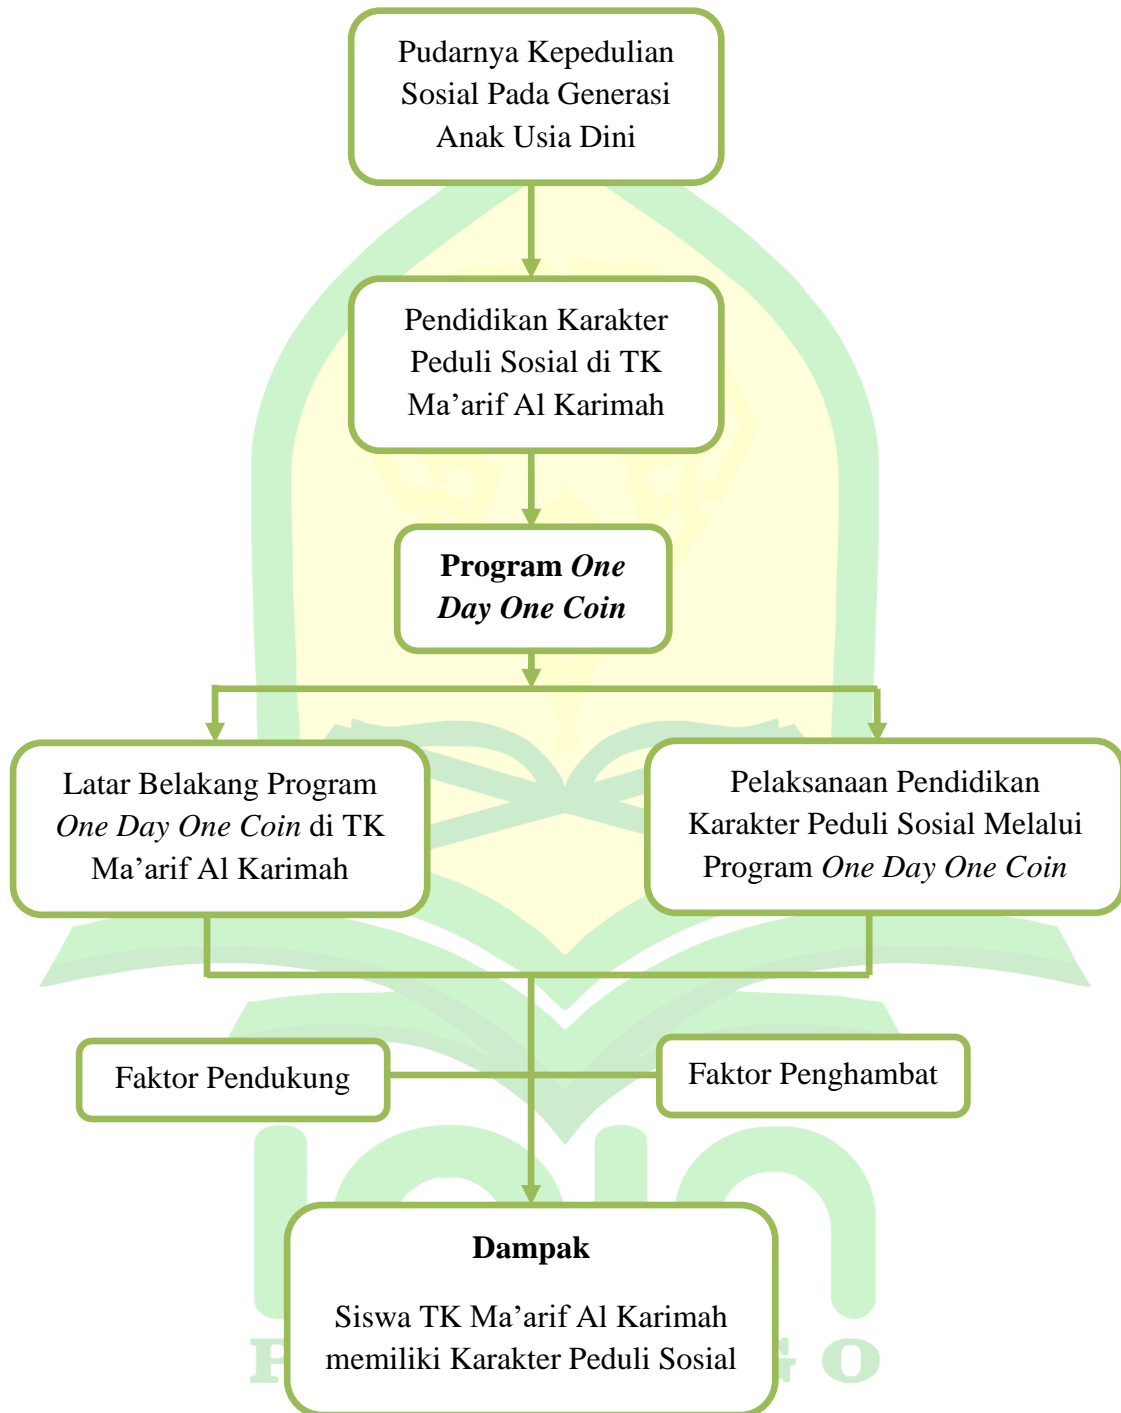 Pudarnya Kepedulian
Sosial Pada Generasi
Anak Usia Dini
Pendidikan Karakter
Peduli Sosial di TK
Ma’arif Al Karimah
Program One
Day One Coin
Latar Belakang Program
One Day One Coin di TK
Ma’arif Al Karimah
Pelaksanaan Pendidikan
Karakter Peduli Sosial Melalui
Program One Day One Coin
Faktor Pendukung
Faktor Penghambat
Dampak
Siswa TK Ma’arif Al Karimah
memiliki Karakter Peduli Sosial